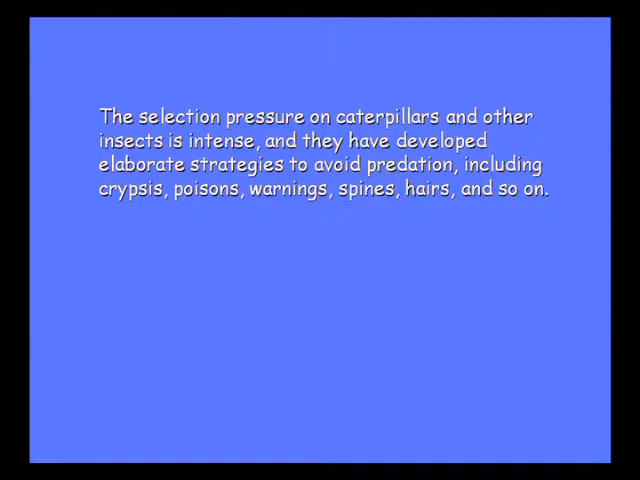 The selection pressure on caterpillars and other
insects is intense, and they have developed
elaborate strategies to avoid predation, including
crypsis, poisons, warnings, spines, hairs, and so on.